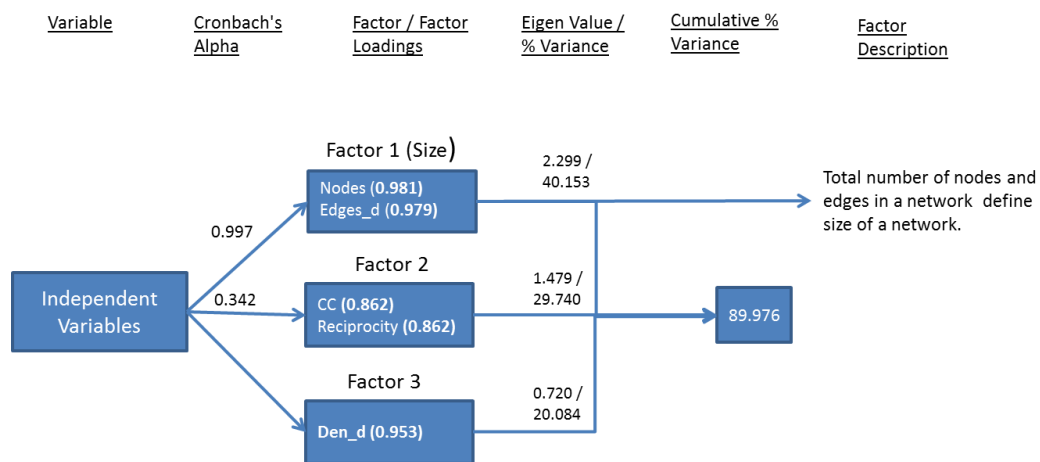 Variable
Cronbach's
Alpha
Factor / Factor
Loadings
Eigen Value /
% Variance
Cumulative %
Variance
Factor
Description
Factor 1 (Size)
2.299 /
40.153
Nodes (0.981)
Edges_d (0.979)
Total number of nodes and
edges in a network define
size of a network.
0.997
Factor 2
1.479 /
29.740
Independent
Variables
0.342
CC (0.862)
Reciprocity (0.862)
89.976
Factor 3
0.720 /
20.084
Den_d (0.953)